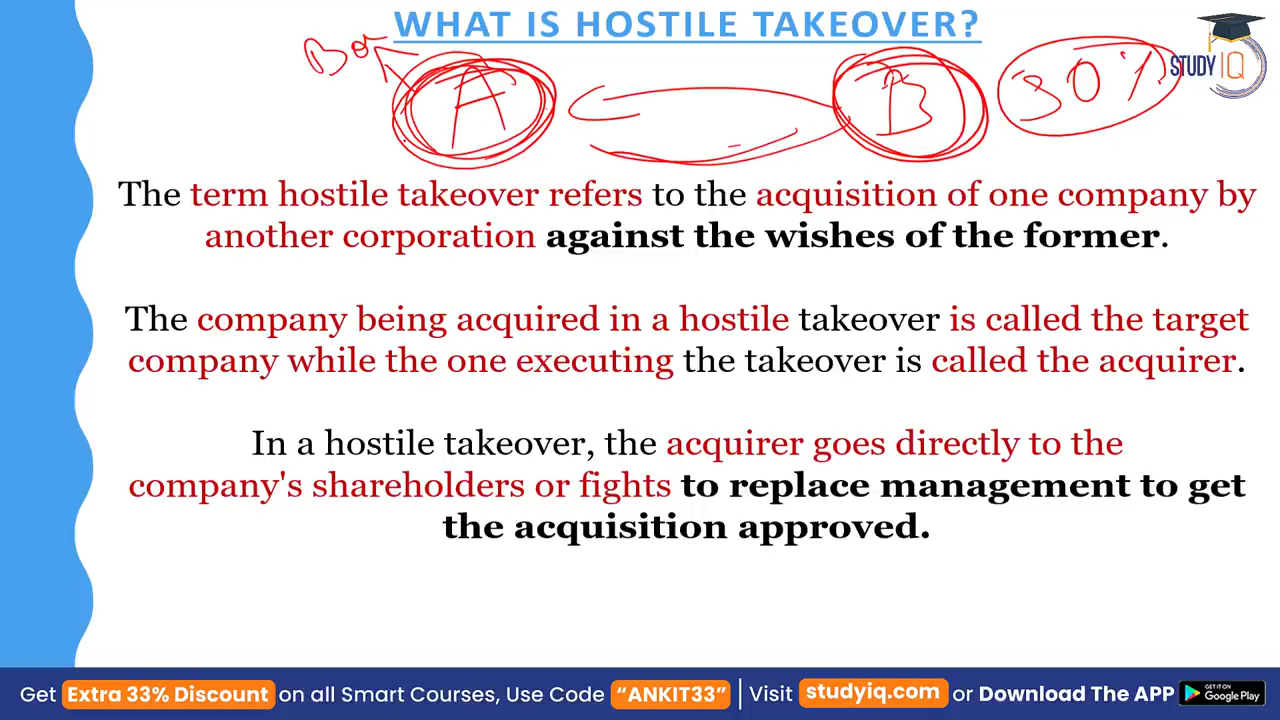 WHAT IS HOSTILE TAKEOVER?
STUDY IQ
A
B
The term hostile takeover refers to the acquisition of one company by
another corporation against the wishes of the former.
The company being acquired in a hostile takeover is called the target
company while the one executing the takeover is called the acquirer.
In a hostile takeover, the acquirer goes directly to the
company's shareholders or fights to replace management to get
the acquisition approved.
Get Extra 33% Discount on all Smart Courses, Use Code “ANKIT33” Visit studyiq.com or Download The APP GET IT ON Google Play